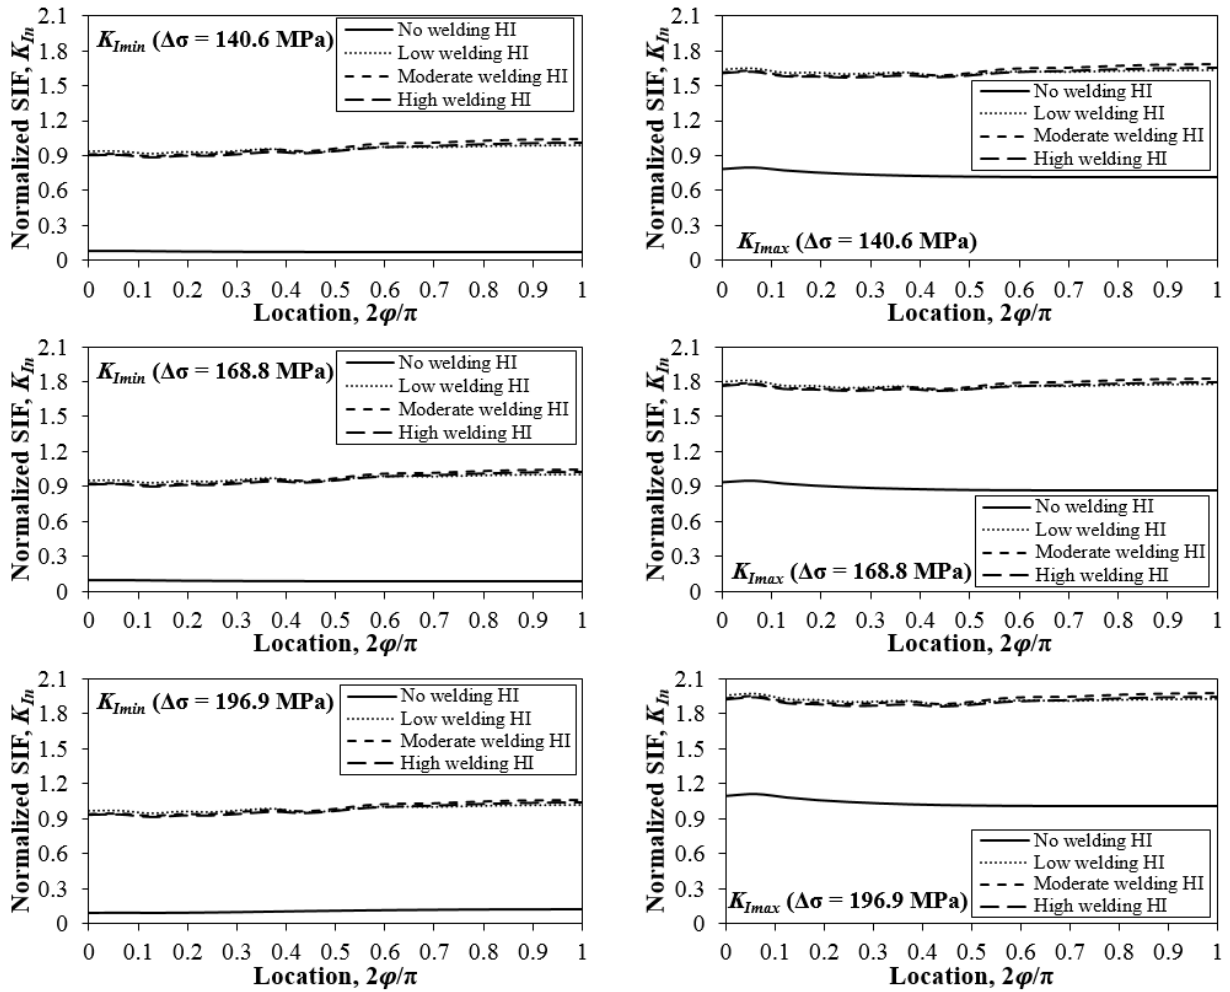 Normalized SIF, K_In
2.1
1.8
1.5
1.2
0.9
0.6
0.3
0
K_Imin (Δσ = 140.6 MPa)
No welding HI
Low welding HI
Moderate welding HI
High welding HI
0 0.1 0.2 0.3 0.4 0.5 0.6 0.7 0.8 0.9 1
Location, 2φ/π
Normalized SIF, K_In
2.1
1.8
1.5
1.2
0.9
0.6
0.3
0
No welding HI
Low welding HI
Moderate welding HI
High welding HI
K_Imax (Δσ = 140.6 MPa)
0 0.1 0.2 0.3 0.4 0.5 0.6 0.7 0.8 0.9 1
Location, 2φ/π
Normalized SIF, K_In
2.1
1.8
1.5
1.2
0.9
0.6
0.3
0
K_Imin (Δσ = 168.8 MPa)
No welding HI
Low welding HI
Moderate welding HI
High welding HI
0 0.1 0.2 0.3 0.4 0.5 0.6 0.7 0.8 0.9 1
Location, 2φ/π
Normalized SIF, K_In
2.1
1.8
1.5
1.2
0.9
0.6
0.3
0
No welding HI
Low welding HI
Moderate welding HI
High welding HI
K_Imax (Δσ = 168.8 MPa)
0 0.1 0.2 0.3 0.4 0.5 0.6 0.7 0.8 0.9 1
Location, 2φ/π
Normalized SIF, K_In
2.1
1.8
1.5
1.2
0.9
0.6
0.3
0
K_Imin (Δσ = 196.9 MPa)
No welding HI
Low welding HI
Moderate welding HI
High welding HI
0 0.1 0.2 0.3 0.4 0.5 0.6 0.7 0.8 0.9 1
Location, 2φ/π
Normalized SIF, K_In
2.1
1.8
1.5
1.2
0.9
0.6
0.3
0
No welding HI
Low welding HI
Moderate welding HI
High welding HI
K_Imax (Δσ = 196.9 MPa)
0 0.1 0.2 0.3 0.4 0.5 0.6 0.7 0.8 0.9 1
Location, 2φ/π